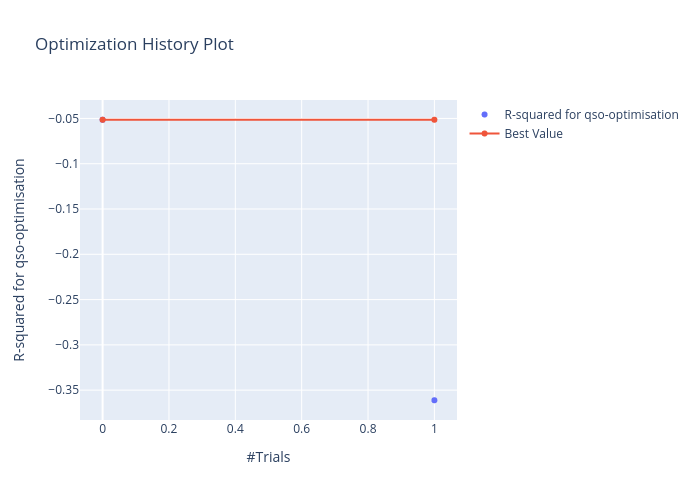 Optimization History Plot
R-squared for qso-optimisation
Best Value
−0.05
−0.1
−0.15
−0.2
−0.25
−0.3
−0.35
R-squared for qso-optimisation
0 0.2 0.4 0.6 0.8 1
#Trials